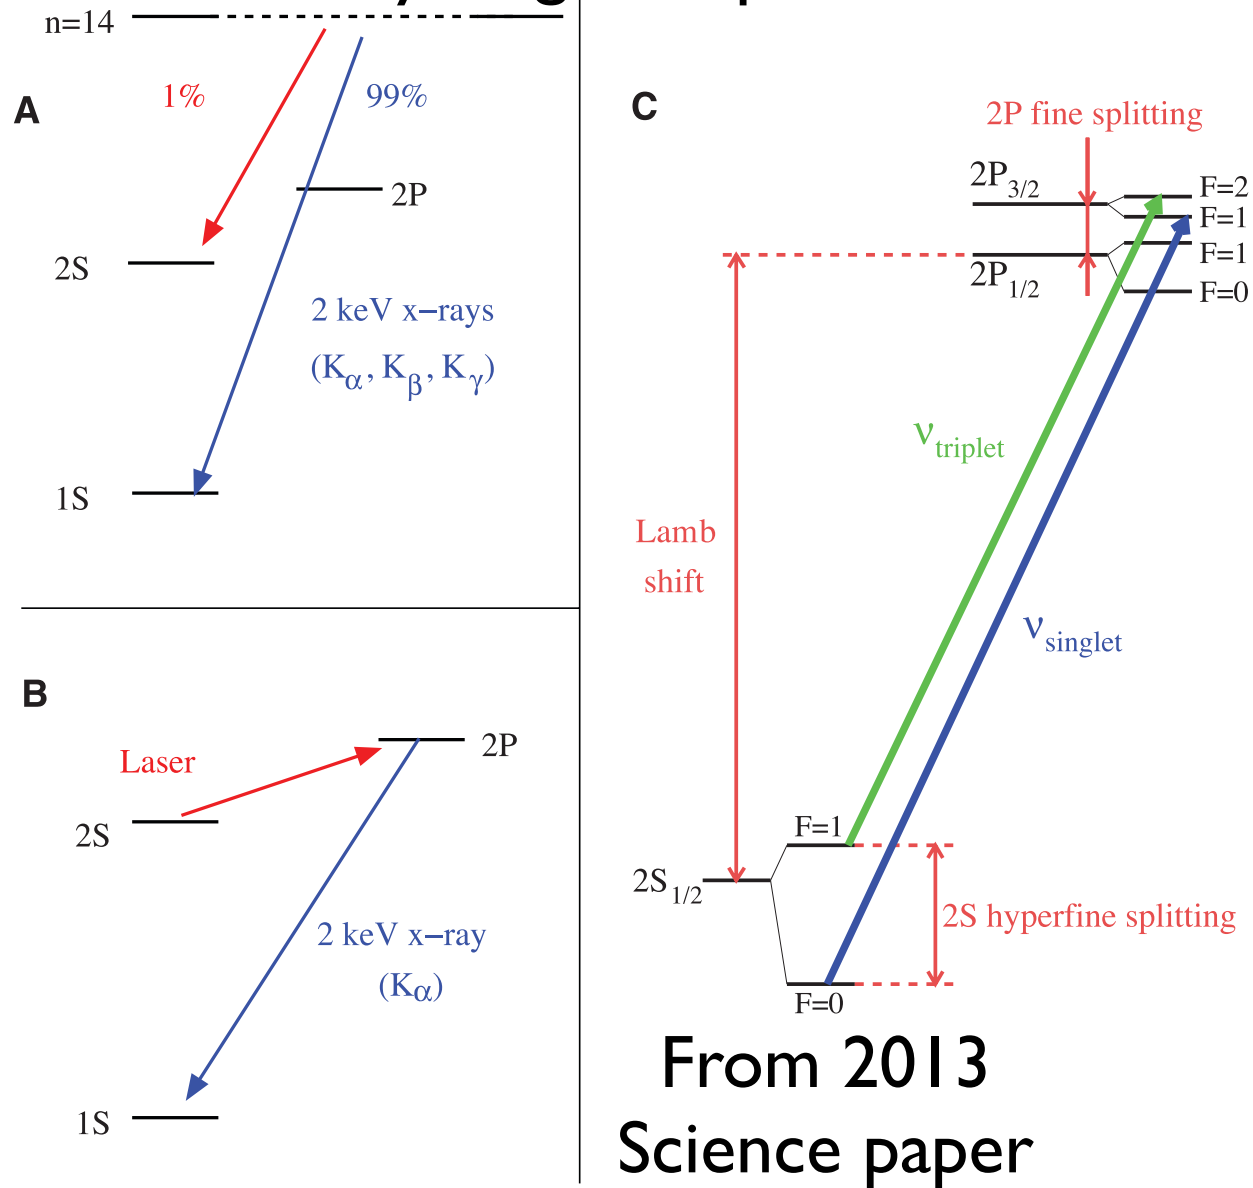 n=14
1%
99%
A
2P
2S
2 keV x–rays
(Kα, Kβ, Kγ)
1S
B
Laser
2P
2S
2 keV x–ray
(Kα)
1S
C
2P fine splitting
2P3/2
F=2
F=1
F=1
2P1/2
F=0
νtriplet
Lamb
shift
νsinglet
F=1
2S1/2
2S hyperfine splitting
F=0
From 2013
Science paper